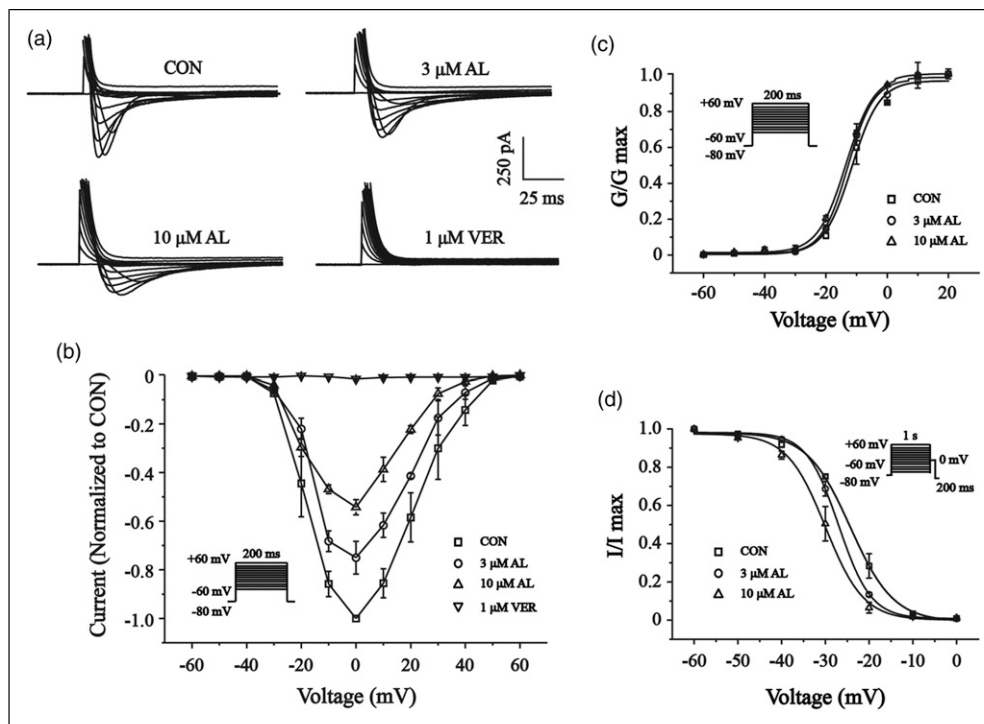 (a)
CON
3 μM AL
250 pA
25 ms
10 μM AL
1 μM VER
(b)
Current (Normalized to CON)
0
-0.2
-0.4
-0.6
-0.8
-1.0
200 ms
+60 mV
-60 mV
-80 mV
CON
3 μM AL
10 μM AL
1 μM VER
-60 -40 -20 0 20 40 60
Voltage (mV)
(c)
G/G max
1.0
0.8
0.6
0.4
0.2
0
200 ms
+60 mV
-60 mV
-80 mV
CON
3 μM AL
10 μM AL
-60 -40 -20 0 20
Voltage (mV)
(d)
I/I max
1.0
0.8
0.6
0.4
0.2
0
1 s
+60 mV
-60 mV
-80 mV
0 mV
200 ms
CON
3 μM AL
10 μM AL
-60 -50 -40 -30 -20 -10 0
Voltage (mV)